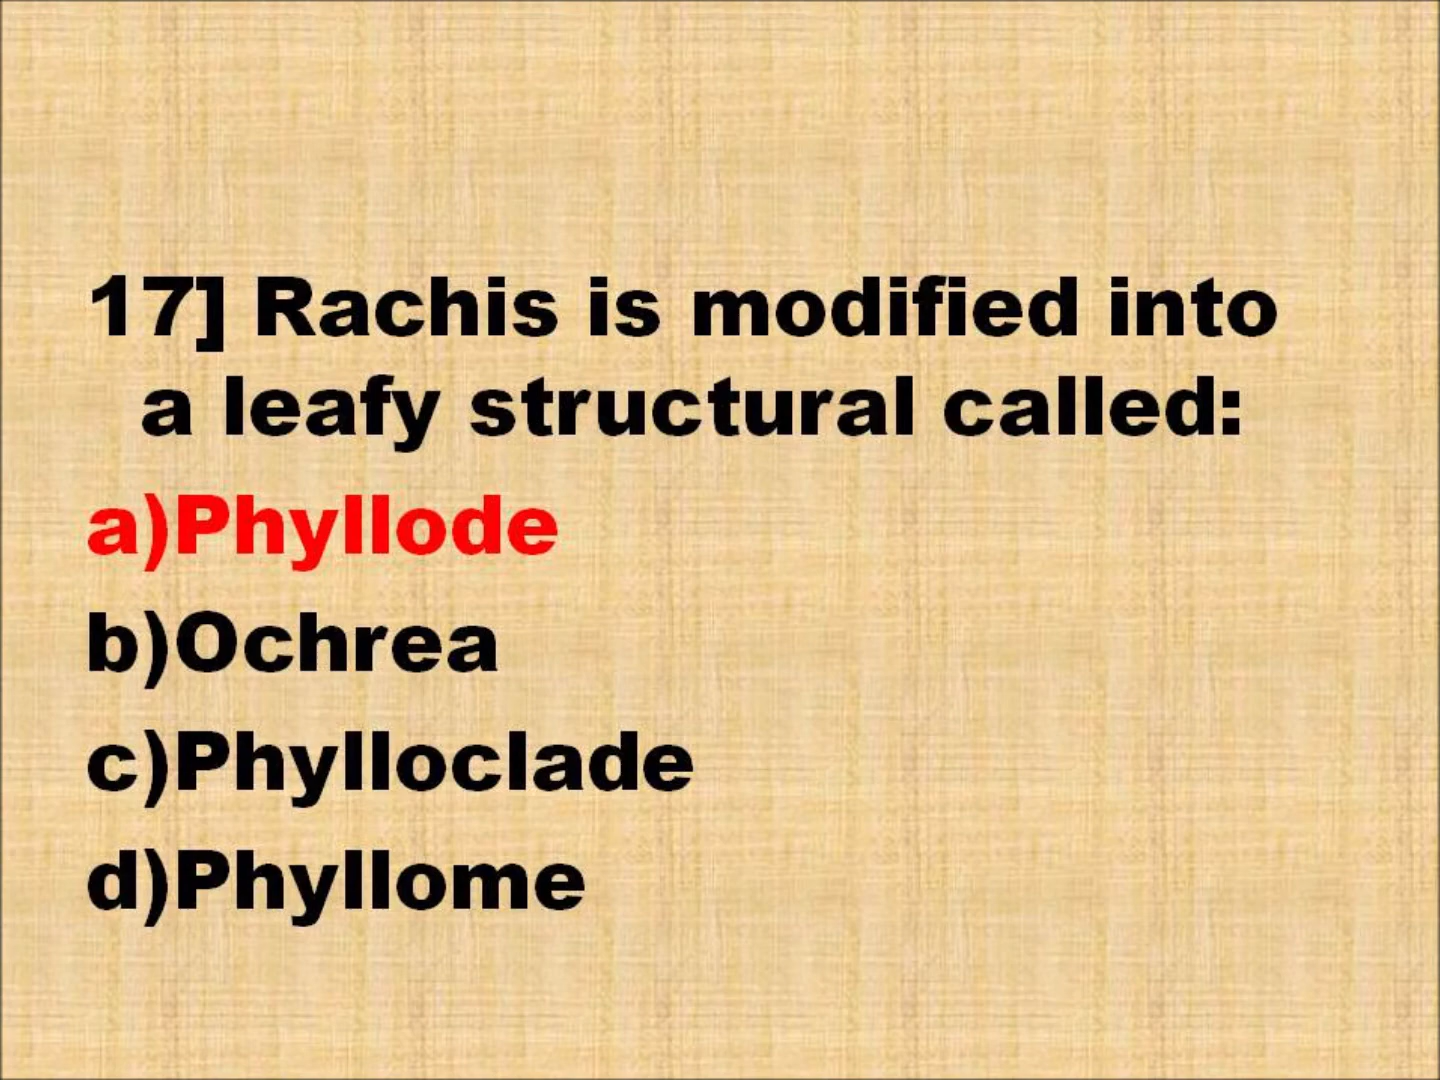 17] Rachis is modified into
a leafy structural called:
a)Phyllode
b)Ochrea
c)Phylloclade
d)Phyllome